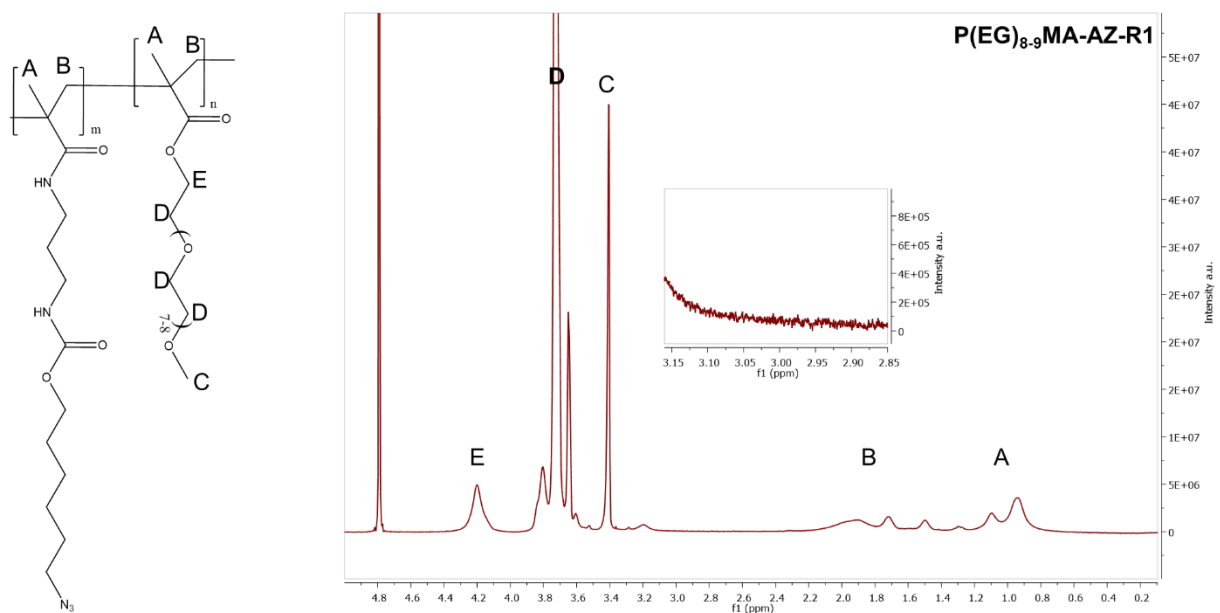 P(EG)8-9MA-AZ-R1
A
B
A
B
m
n
O
O
HN
O
E
D
O
D
D
7-8
O
C
HN
O
O
N3
D
C
E
B
A
5E+07
4E+07
4E+07
4E+07
3E+07
2E+07
2E+07
2E+07
1E+07
1E+07
5E+06
0
Intensity a.u.
4.8 4.6 4.4 4.2 4.0 3.8 3.6 3.4 3.2 3.0 2.8 2.6 2.4 2.2 2.0 1.8 1.6 1.4 1.2 1.0 0.8 0.6 0.4 0.2
f1 (ppm)
8E+05
6E+05
4E+05
2E+05
0
Intensity a.u.
3.15 3.10 3.05 3.00 2.95 2.90 2.85
f1 (ppm)